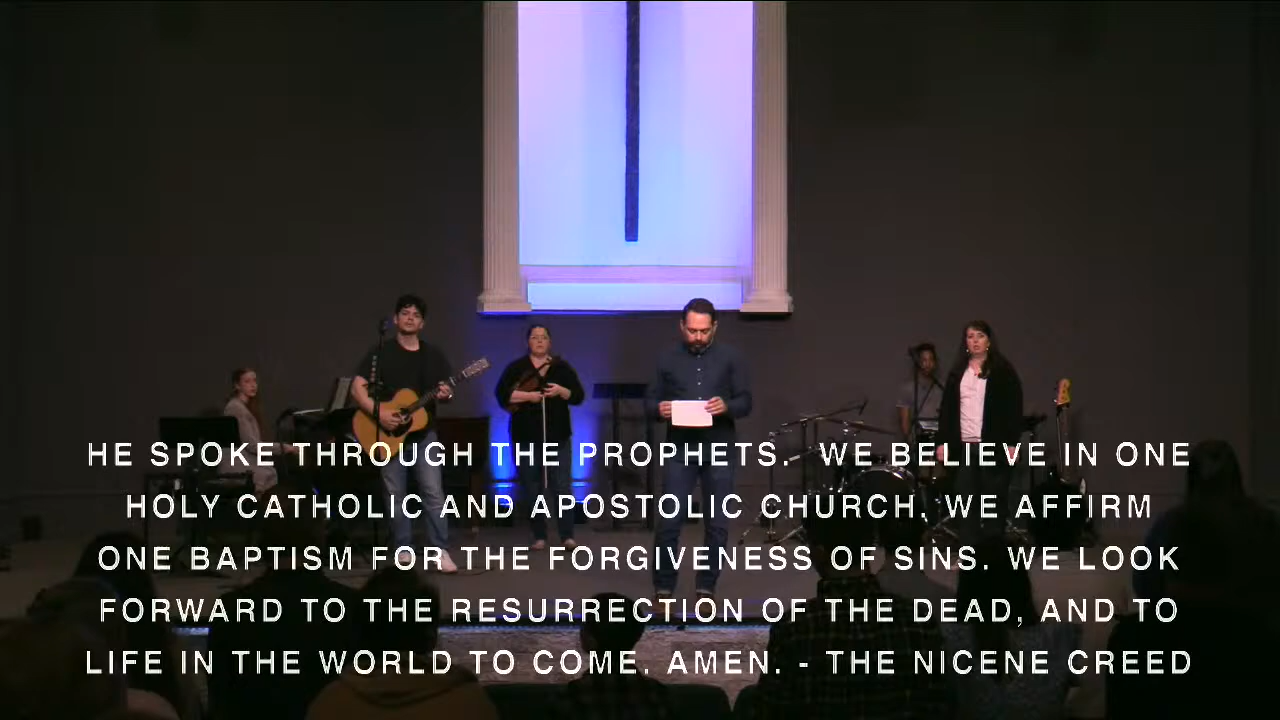 HE SPOKE THROUGH THE PROPHETS. WE BELIEVE IN ONE
HOLY CATHOLIC AND APOSTOLIC CHURCH. WE AFFIRM
ONE BAPTISM FOR THE FORGIVENESS OF SINS. WE LOOK
FORWARD TO THE RESURRECTION OF THE DEAD, AND TO
LIFE IN THE WORLD TO COME. AMEN. - THE NICENE CREED